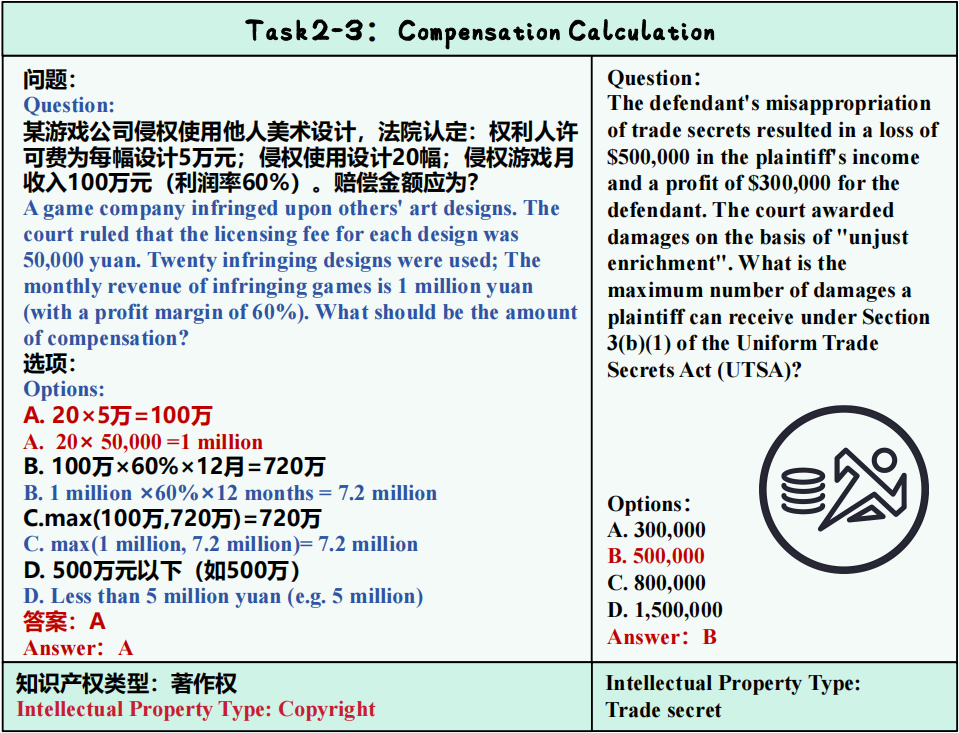 Task2-3：Compensation Calculation
问题：
Question:
某游戏公司侵权使用他人美术设计，法院认定：权利人许
可费为每幅设计5万元；侵权使用设计20幅；侵权游戏月
收入100万元（利润率60%）。赔偿金额应为？
A game company infringed upon others' art designs. The
court ruled that the licensing fee for each design was
50,000 yuan. Twenty infringing designs were used; The
monthly revenue of infringing games is 1 million yuan
(with a profit margin of 60%). What should be the amount
of compensation?
选项：
Options:
A. 20×5万=100万
A. 20× 50,000 =1 million
B. 100万×60%×12月=720万
B. 1 million ×60%×12 months = 7.2 million
C.max(100万,720万)=720万
C. max(1 million, 7.2 million)= 7.2 million
D. 500万元以下（如500万）
D. Less than 5 million yuan (e.g. 5 million)
答案：A
Answer：A
知识产权类型：著作权
Intellectual Property Type: Copyright
Question：
The defendant's misappropriation
of trade secrets resulted in a loss of
$500,000 in the plaintiff's income
and a profit of $300,000 for the
defendant. The court awarded
damages on the basis of "unjust
enrichment". What is the
maximum number of damages a
plaintiff can receive under Section
3(b)(1) of the Uniform Trade
Secrets Act (UTSA)?
Options：
A. 300,000
B. 500,000
C. 800,000
D. 1,500,000
Answer：B
Intellectual Property Type:
Trade secret